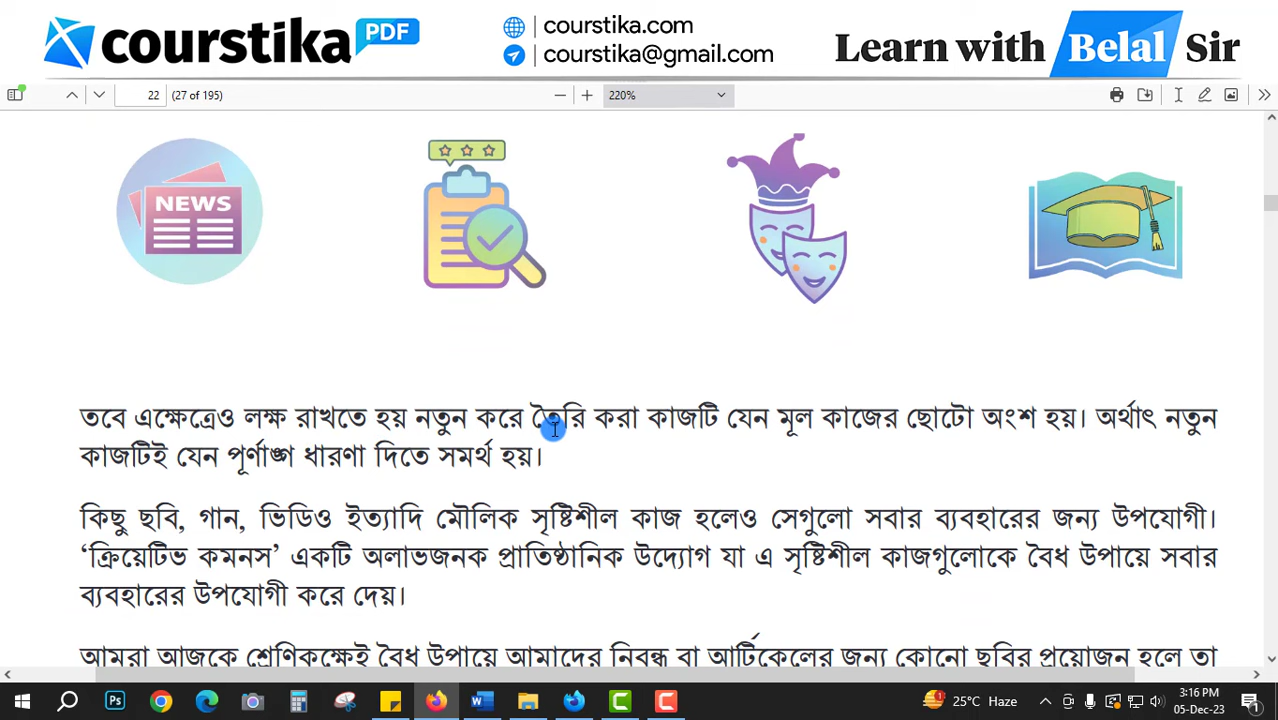 courstika PDF
courstika.com
courstika@gmail.com
Learn with Belal Sir
22 (27 of 195) 220%
NEWS
তবে এক্ষেত্রেও লক্ষ রাখতে হয় নতুন করে তৈরি করা কাজটি যেন মূল কাজের ছোটো অংশ হয়। অর্থাৎ নতুন
কাজটিই যেন পূর্ণাঙ্গ ধারণা দিতে সমর্থ হয়।
কিছু ছবি, গান, ভিডিও ইত্যাদি মৌলিক সৃষ্টিশীল কাজ হলেও সেগুলো সবার ব্যবহারের জন্য উপযোগী।
‘ক্রিয়েটিভ কমনস’ একটি অলাভজনক প্রাতিষ্ঠানিক উদ্যোগ যা এ সৃষ্টিশীল কাজগুলোকে বৈধ উপায়ে সবার
ব্যবহারের উপযোগী করে দেয়।
আমরা আজকে শ্রেণিকক্ষেই বৈধ উপায়ে আমাদের নিবন্ধ বা আর্টিকেলের জন্য কোনো ছবির প্রয়োজন হলে তা
Ps
25°C Haze
3:16 PM
05-Dec-23
1